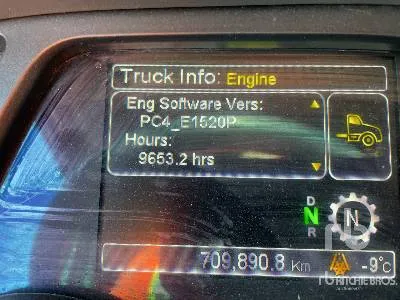 Truck Info: Engine
Eng Software Vers:
PC4_E1520P
Hours:
9653.2 hrs
D
N N
R
709,890.8 Km -9°C
RITCHIE BROS.